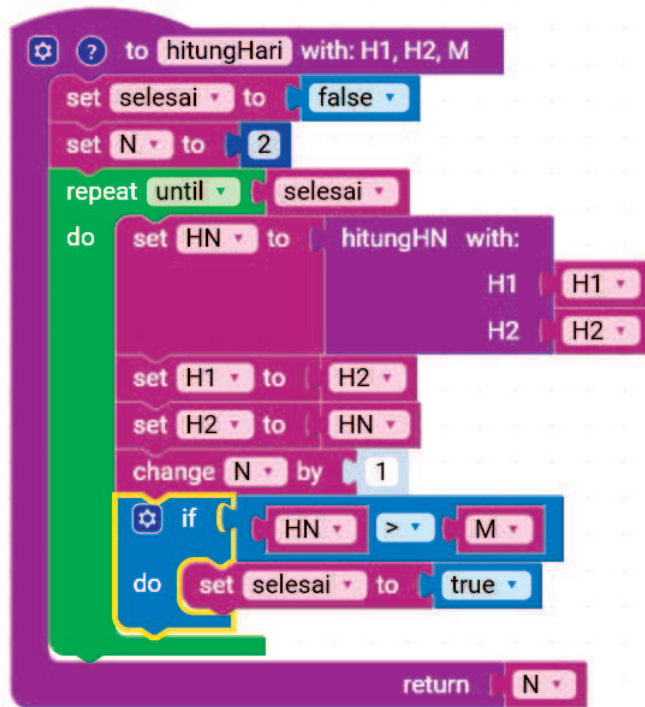 ? to hitungHari with: H1, H2, M
set selesai to false
set N to 2
repeat until selesai
do set HN to hitungHN with:
H1 H1
H2 H2
set H1 to H2
set H2 to HN
change N by 1
if HN > M
do set selesai to true
return N